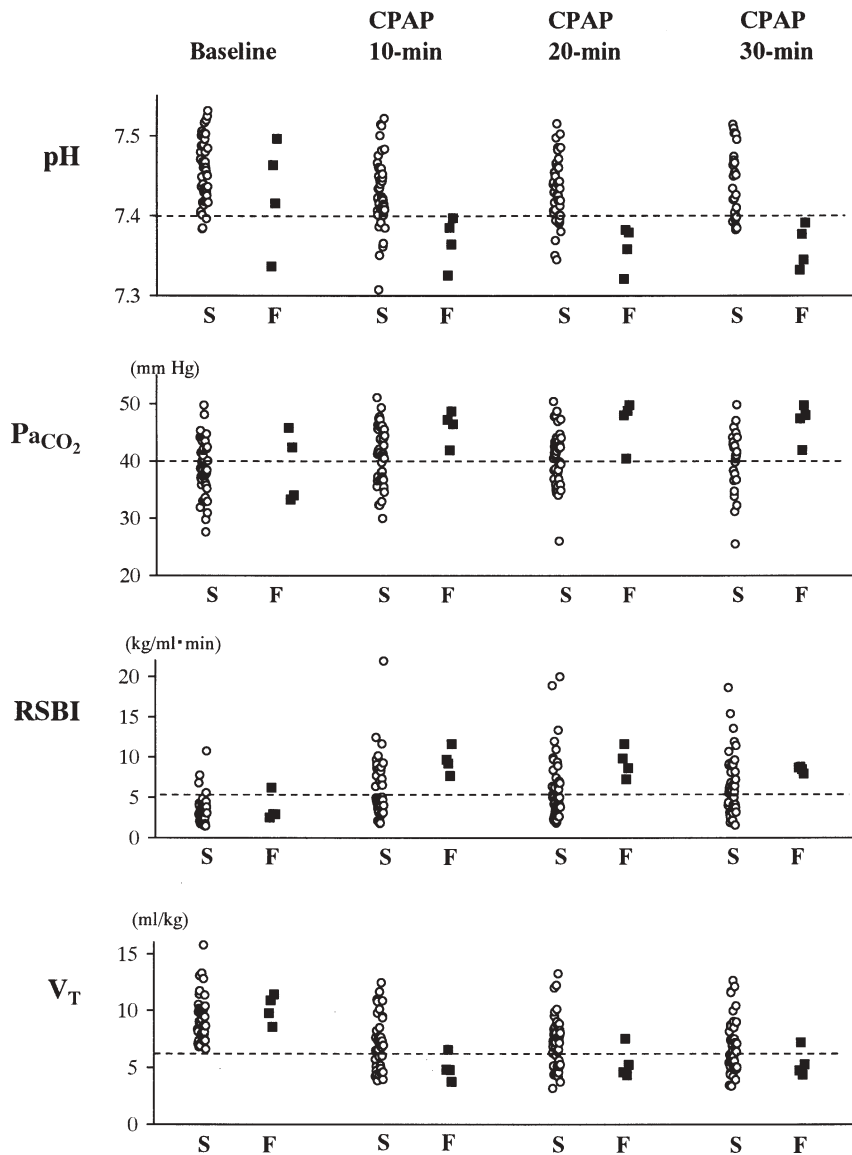 Baseline
CPAP
10-min
CPAP
20-min
CPAP
30-min
pH
7.5
7.4
7.3
S F S F S F S F
(mm Hg)
PaCO2
50
40
30
20
S F S F S F S F
(kg/ml·min)
RSBI
20
15
10
5
0
S F S F S F S F
(ml/kg)
VT
15
10
5
0
S F S F S F S F